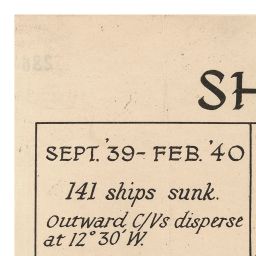 SH
SEPT. '39 - FEB. '40
141 ships sunk.
outward C/Vs disperse
at 12° 30' W.